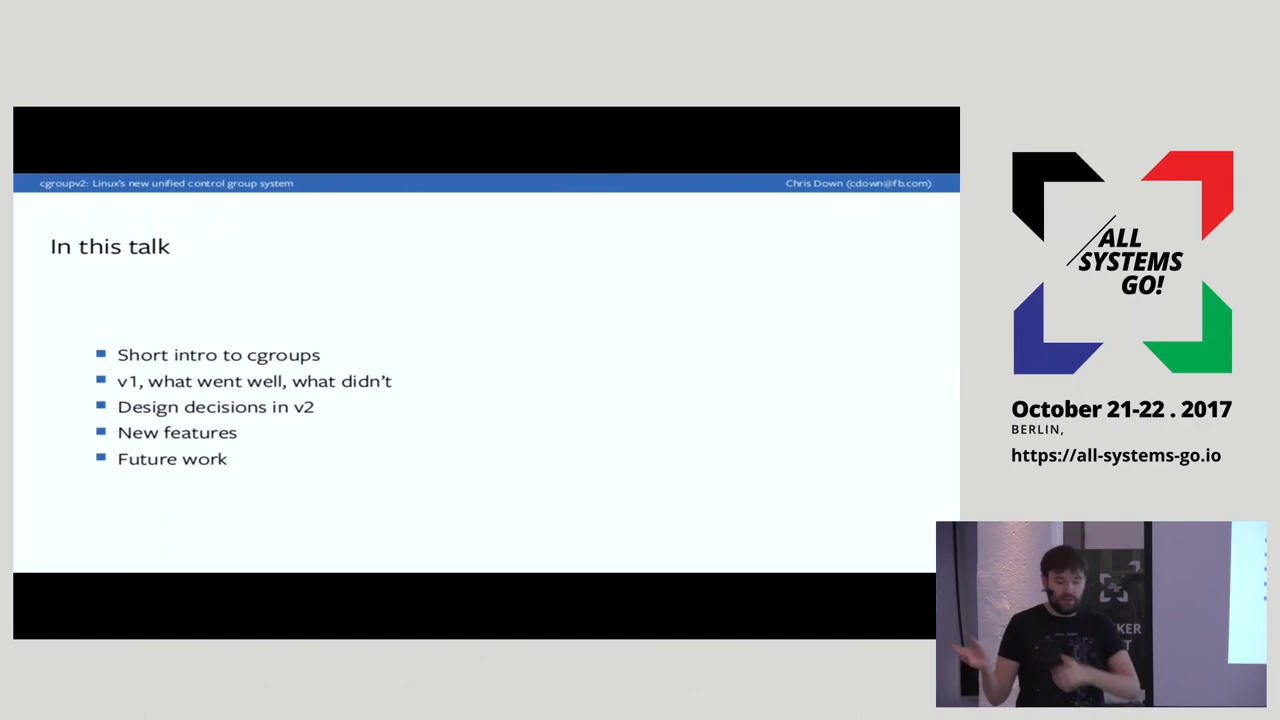 cgroupv2: Linux's new unified control group system
Chris Down (cdown@fb.com)
In this talk
Short intro to cgroups
v1, what went well, what didn't
Design decisions in v2
New features
Future work
ALL
SYSTEMS
GO!
October 21-22 . 2017
BERLIN,
https://all-systems-go.io